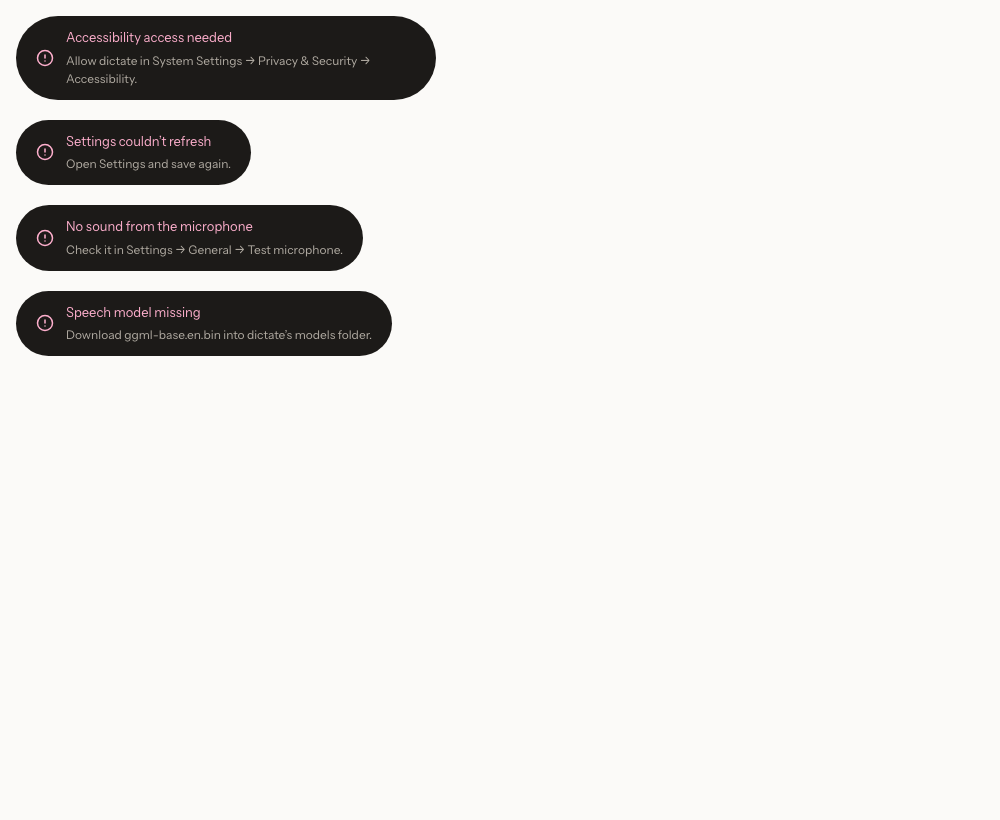 Accessibility access needed
Allow dictate in System Settings → Privacy & Security →
Accessibility.
Settings couldn't refresh
Open Settings and save again.
No sound from the microphone
Check it in Settings → General → Test microphone.
Speech model missing
Download ggml-base.en.bin into dictate's models folder.